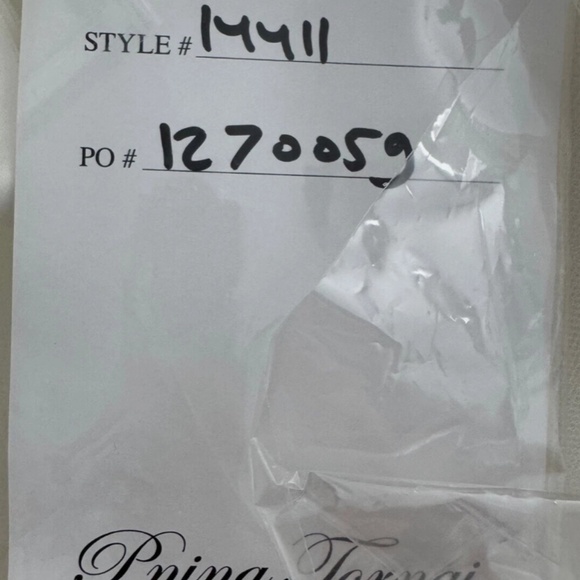 STYLE # 14411
PO # 1270059
Pnina Tornai